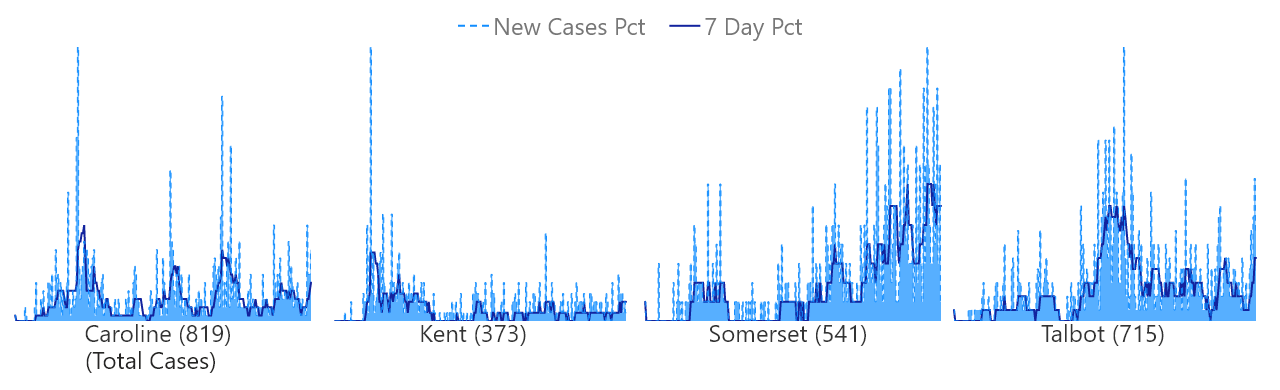 New Cases Pct 7 Day Pct
Caroline (819) Kent (373) Somerset (541) Talbot (715)
(Total Cases)